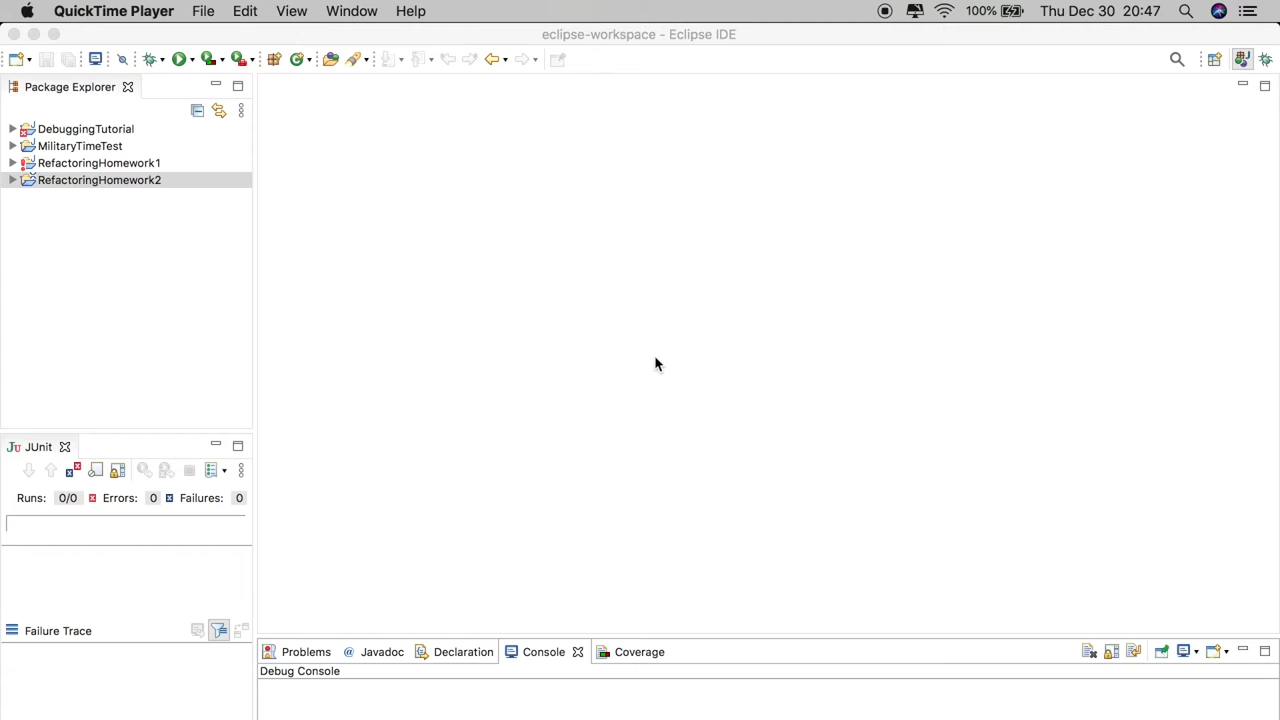 QuickTime Player File Edit View Window Help 100% Thu Dec 30 20:47
eclipse-workspace - Eclipse IDE
Package Explorer
DebuggingTutorial
MilitaryTimeTest
RefactoringHomework1
RefactoringHomework2
Ju JUnit
Runs: 0/0 Errors: 0 Failures: 0
Failure Trace
Problems @ Javadoc Declaration Console Coverage
Debug Console